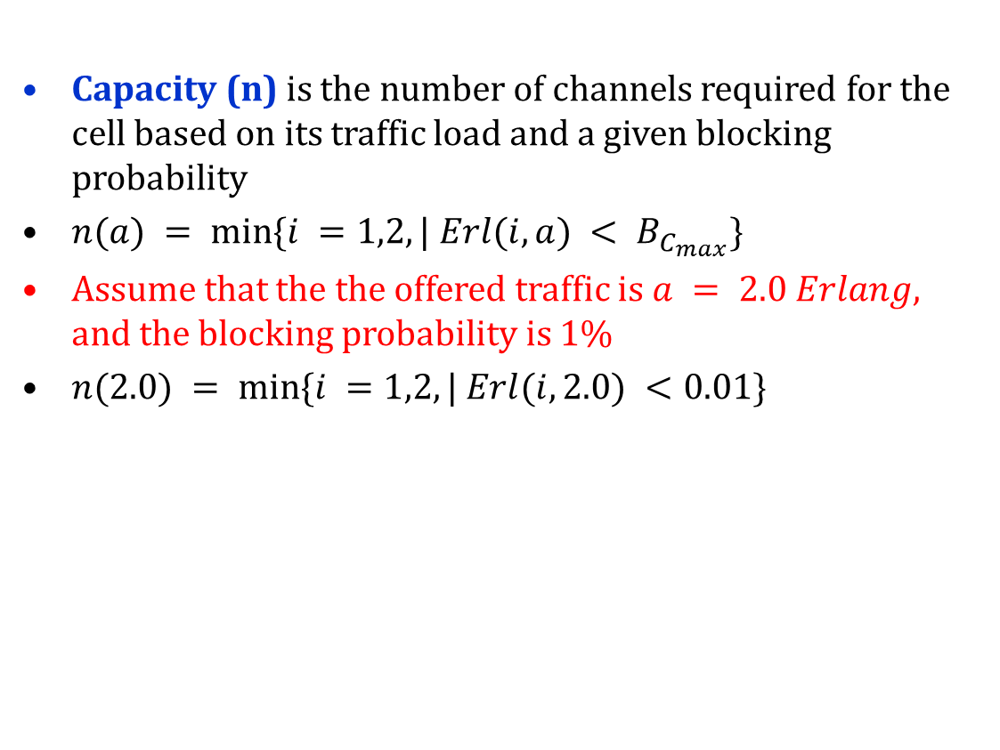 • Capacity (n) is the number of channels required for the
cell based on its traffic load and a given blocking
probability
• n(a) = min{i = 1,2, | Erl(i, a) < B_{C_{max}}}
• Assume that the the offered traffic is a = 2.0 Erlang,
and the blocking probability is 1%
• n(2.0) = min{i = 1,2, | Erl(i, 2.0) < 0.01}